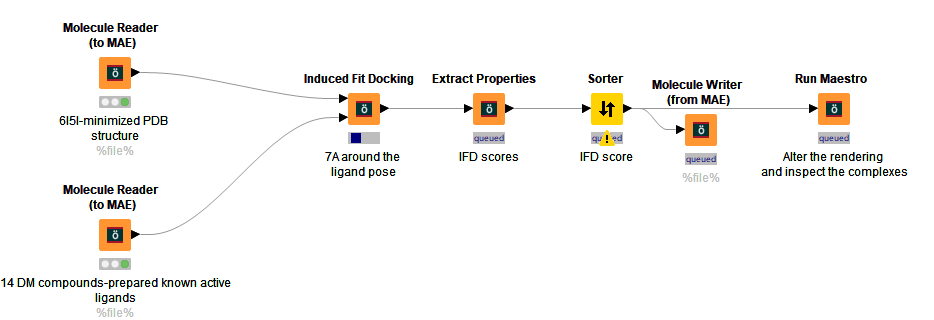 Molecule Reader
(to MAE)
6I5I-minimized PDB
structure
%file%
Molecule Reader
(to MAE)
14 DM compounds-prepared known active
ligands
%file%
Induced Fit Docking
7A around the
ligand pose
Extract Properties
queued
IFD scores
Sorter
queued
IFD score
Molecule Writer
(from MAE)
queued
%file%
Run Maestro
queued
Alter the rendering
and inspect the complexes